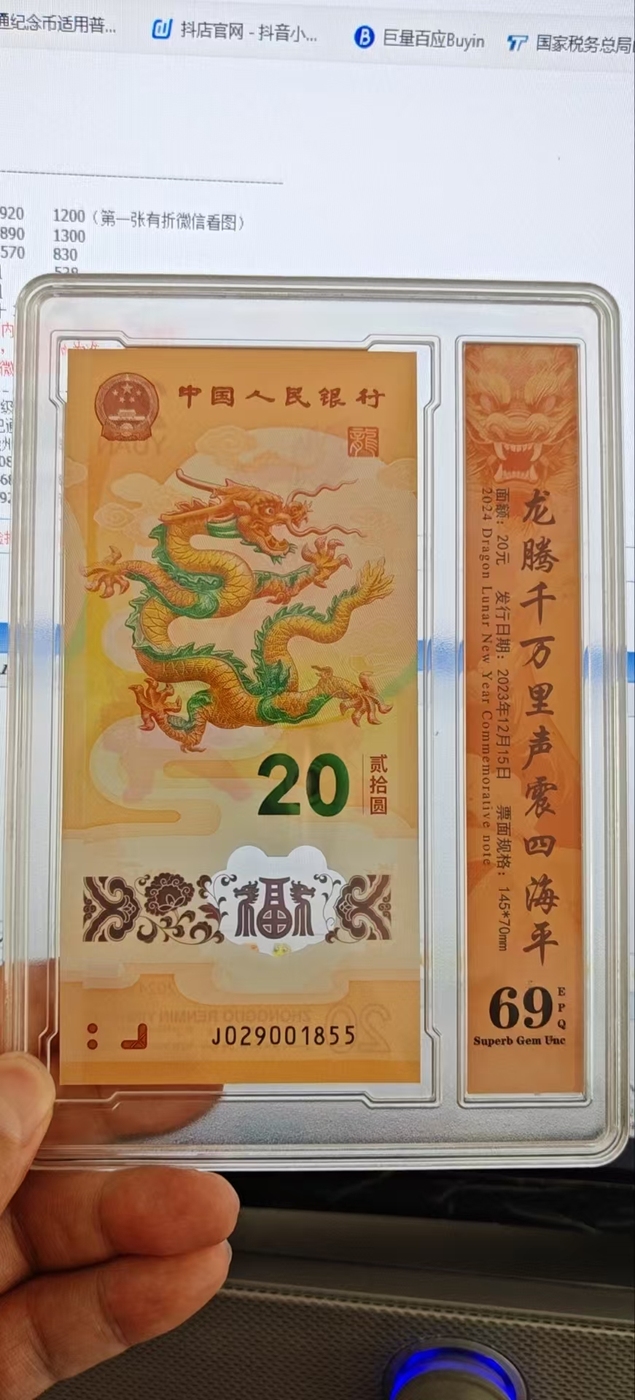 通纪念币适用普...
抖店官网 - 抖音小...
巨量百应Buyin
国家税务总局
920 1200（第一张有折微信看图）
890 1300
570 830
538
中国人民银行
龍
20
贰拾圆
福
J029001855
龙腾千万里声震四海平
面额：20元 发行日期：2023年12月15日 票面规格：145*70mm
2024 Dragon Lunar New Year Commemorative note
69
EPQ
Superb Gem Unc